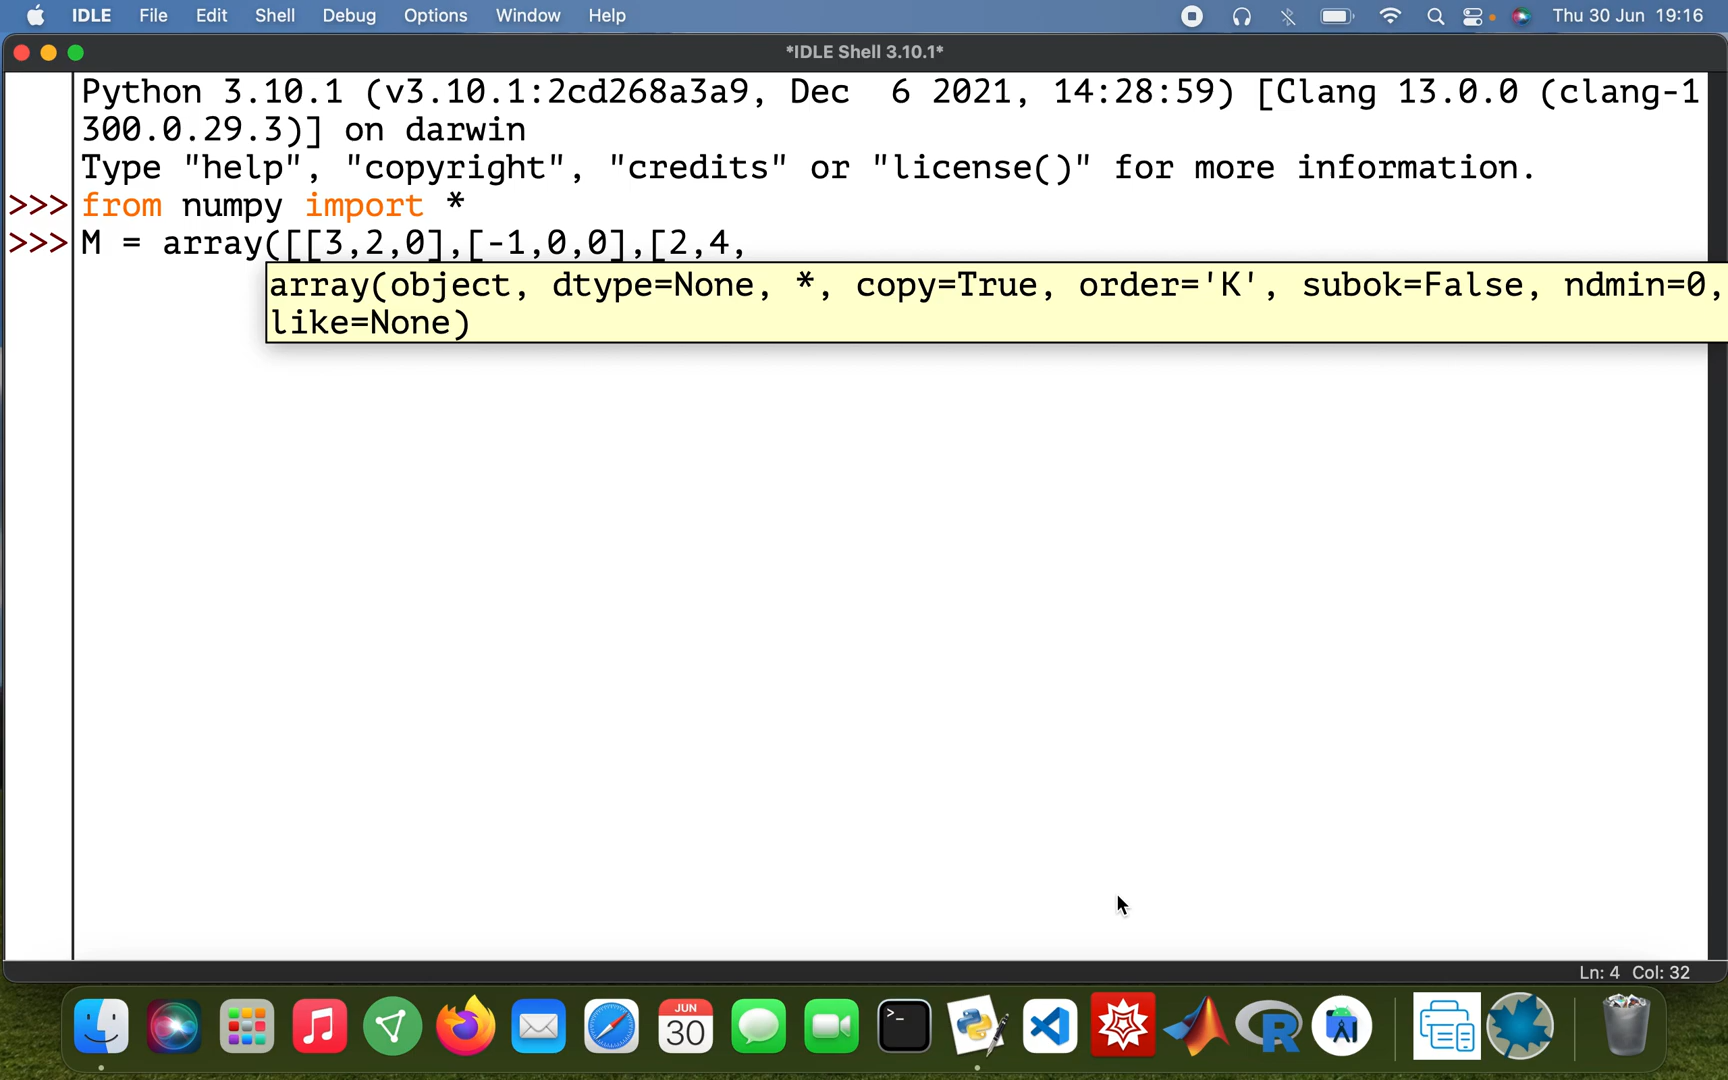 IDLE File Edit Shell Debug Options Window Help Thu 30 Jun 19:16
*IDLE Shell 3.10.1*
Python 3.10.1 (v3.10.1:2cd268a3a9, Dec  6 2021, 14:28:59) [Clang 13.0.0 (clang-1
300.0.29.3)] on darwin
Type "help", "copyright", "credits" or "license()" for more information.
>>> from numpy import *
>>> M = array([[3,2,0],[-1,0,0],[2,4,
array(object, dtype=None, *, copy=True, order='K', subok=False, ndmin=0,
like=None)
Ln: 4 Col: 32
JUN
30
>_
R